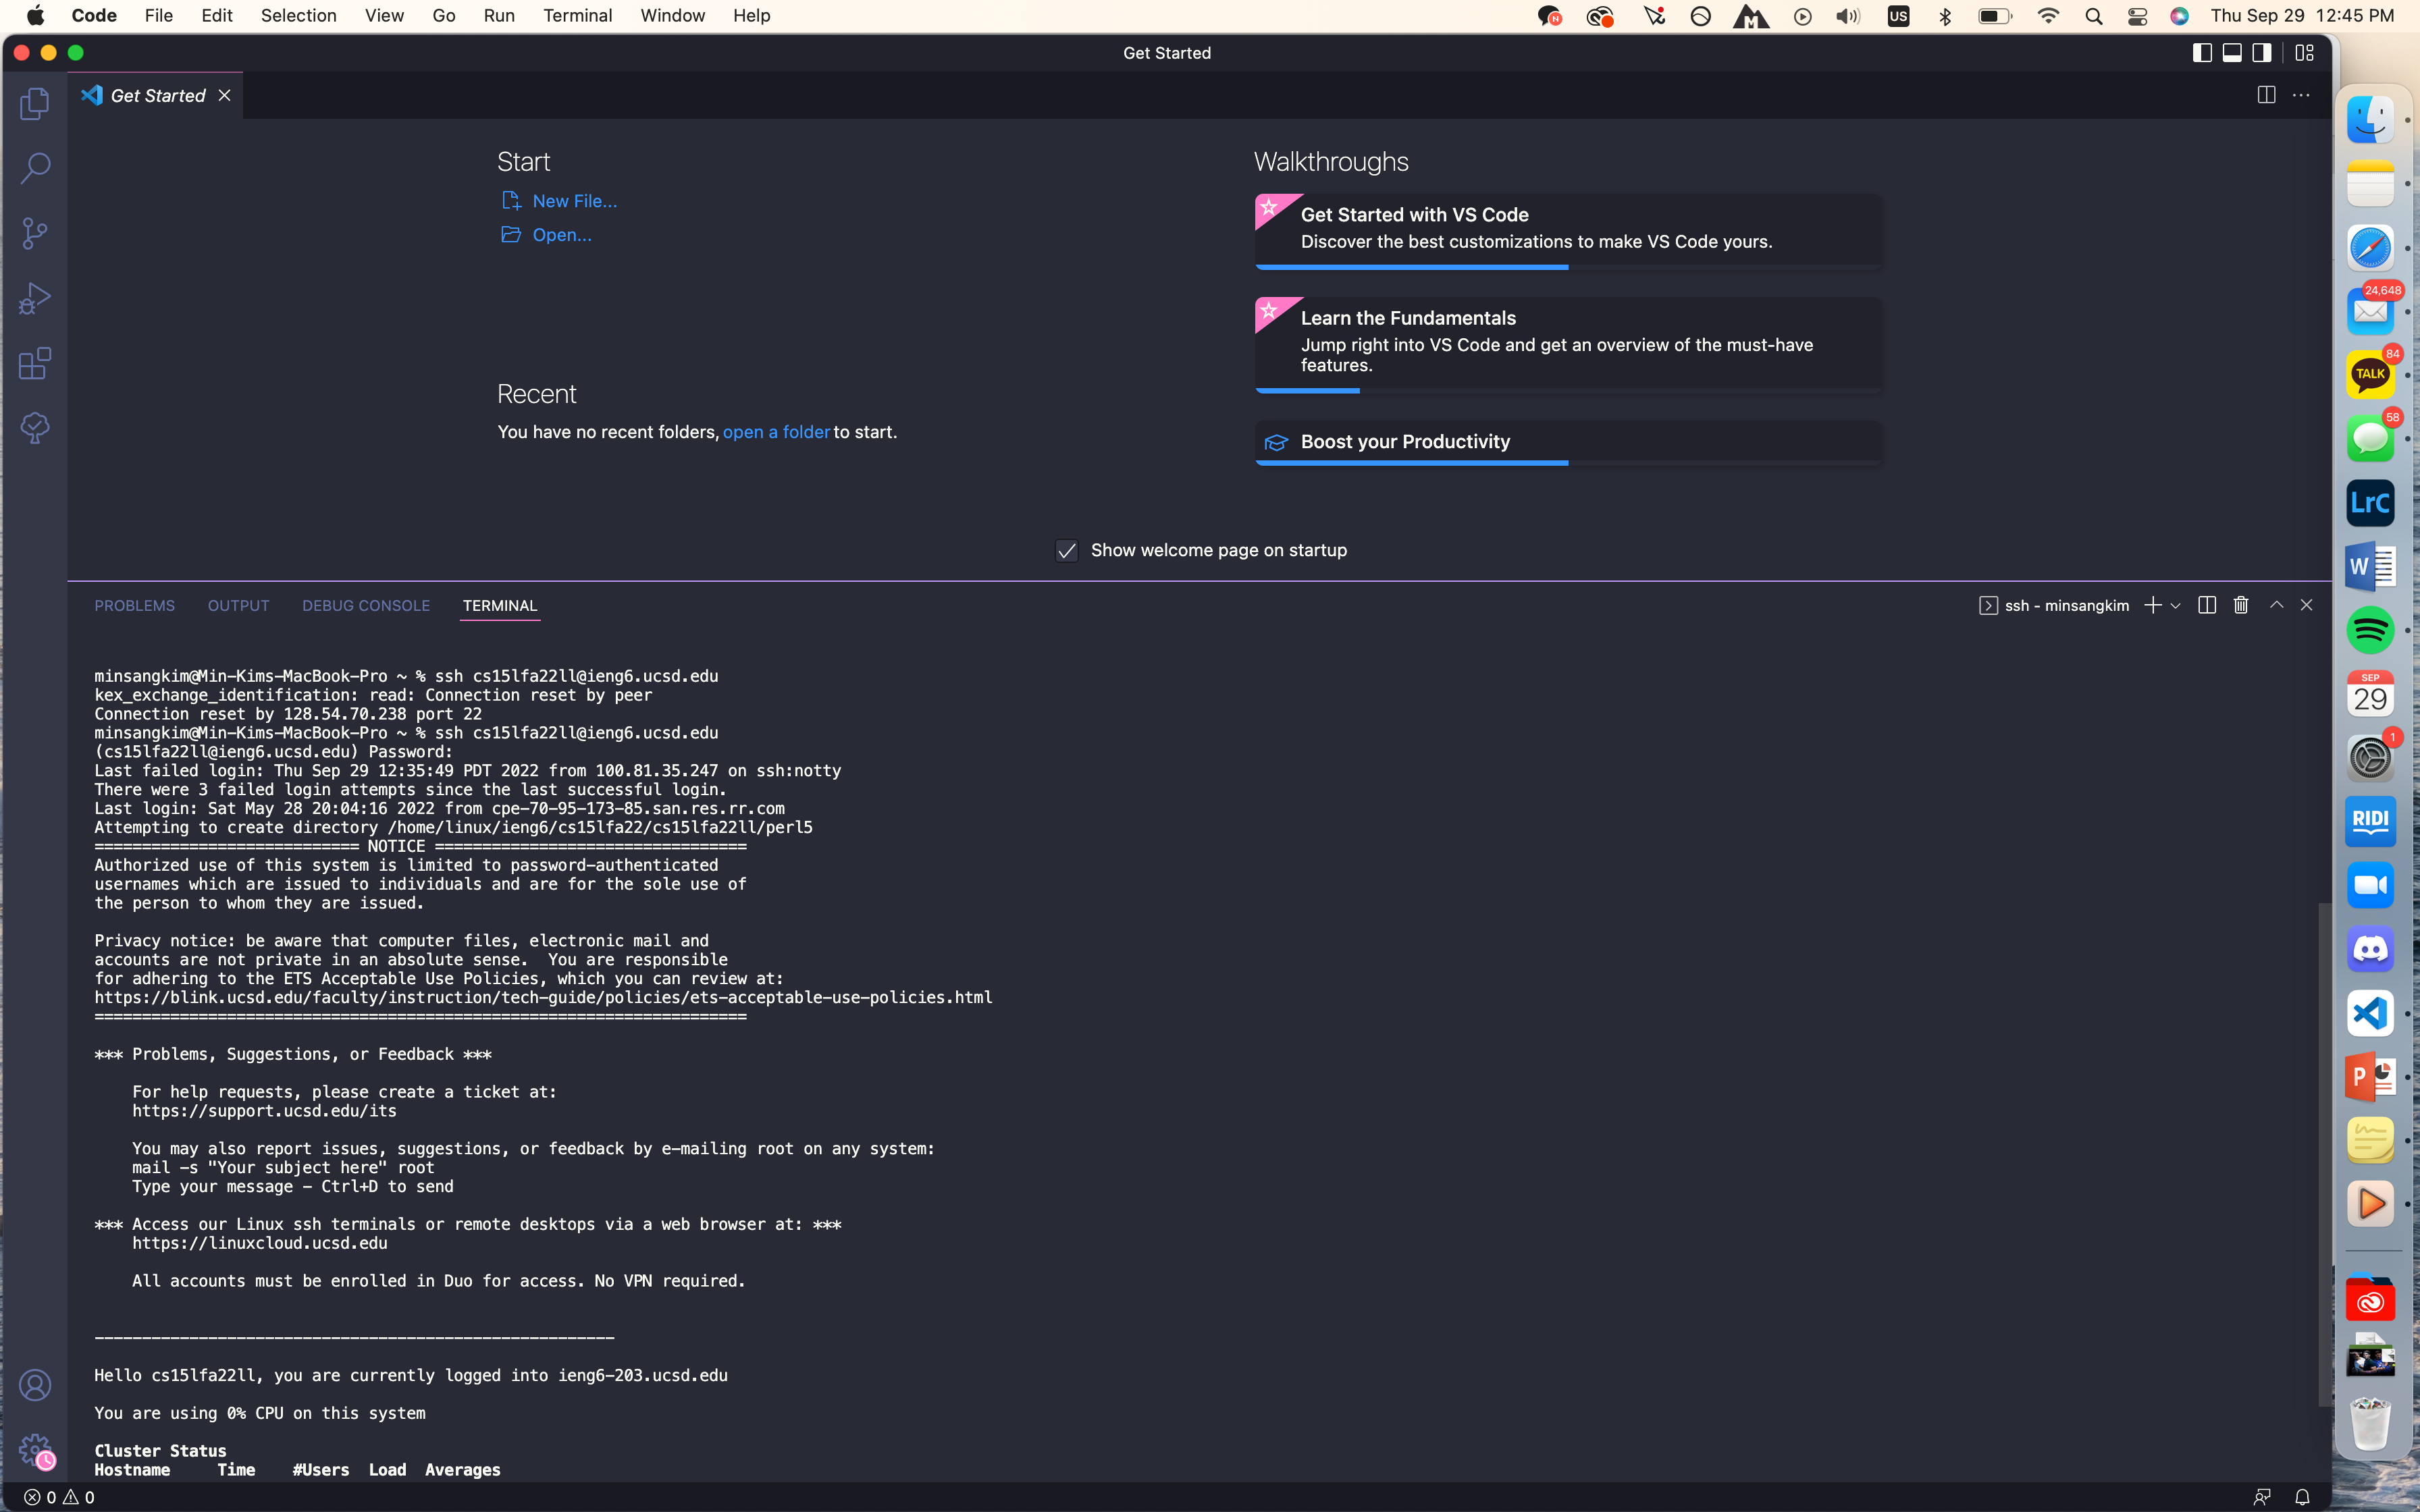 Code File Edit Selection View Go Run Terminal Window Help US Thu Sep 29 12:45 PM
Get Started
Get Started
Start
New File...
Open...
Recent
You have no recent folders, open a folder to start.
Walkthroughs
Get Started with VS Code
Discover the best customizations to make VS Code yours.
Learn the Fundamentals
Jump right into VS Code and get an overview of the must-have
features.
Boost your Productivity
Show welcome page on startup
PROBLEMS OUTPUT DEBUG CONSOLE TERMINAL ssh - minsangkim
minsangkim@Min-Kims-MacBook-Pro ~ % ssh cs15lfa22ll@ieng6.ucsd.edu
kex_exchange_identification: read: Connection reset by peer
Connection reset by 128.54.70.238 port 22
minsangkim@Min-Kims-MacBook-Pro ~ % ssh cs15lfa22ll@ieng6.ucsd.edu
(cs15lfa22ll@ieng6.ucsd.edu) Password:
Last failed login: Thu Sep 29 12:35:49 PDT 2022 from 100.81.35.247 on ssh:notty
There were 3 failed login attempts since the last successful login.
Last login: Sat May 28 20:04:16 2022 from cpe-70-95-173-85.san.res.rr.com
Attempting to create directory /home/linux/ieng6/cs15lfa22/cs15lfa22ll/perl5
============================ NOTICE =================================
Authorized use of this system is limited to password-authenticated
usernames which are issued to individuals and are for the sole use of
the person to whom they are issued.
Privacy notice: be aware that computer files, electronic mail and
accounts are not private in an absolute sense.  You are responsible
for adhering to the ETS Acceptable Use Policies, which you can review at:
https://blink.ucsd.edu/faculty/instruction/tech-guide/policies/ets-acceptable-use-policies.html
=====================================================================
*** Problems, Suggestions, or Feedback ***
For help requests, please create a ticket at:
https://support.ucsd.edu/its
You may also report issues, suggestions, or feedback by e-mailing root on any system:
mail -s "Your subject here" root
Type your message - Ctrl+D to send
*** Access our Linux ssh terminals or remote desktops via a web browser at: ***
https://linuxcloud.ucsd.edu
All accounts must be enrolled in Duo for access. No VPN required.
-------------------------------------------------------
Hello cs15lfa22ll, you are currently logged into ieng6-203.ucsd.edu
You are using 0% CPU on this system
Cluster Status
Hostname     Time    #Users  Load  Averages
0 0
24,648
84
TALK
58
LrC
W
SEP
29
1
RIDI
P